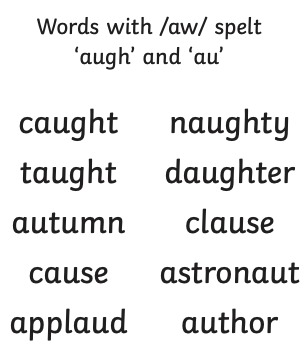 Words with /aw/ spelt
‘augh’ and ‘au’
caught naughty
taught daughter
autumn clause
cause astronaut
applaud author